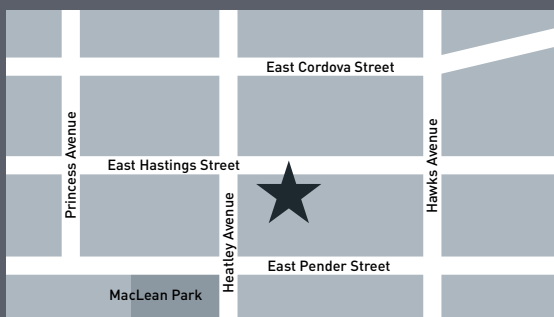 East Cordova Street
Princess Avenue
Hawks Avenue
East Hastings Street
Heatley Avenue
East Pender Street
MacLean Park